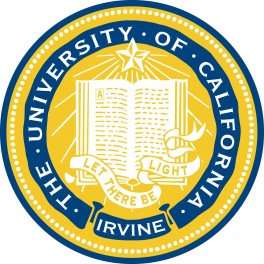 · THE · UNIVERSITY · OF · CALIFORNIA ·
A
LET THERE BE LIGHT
IRVINE